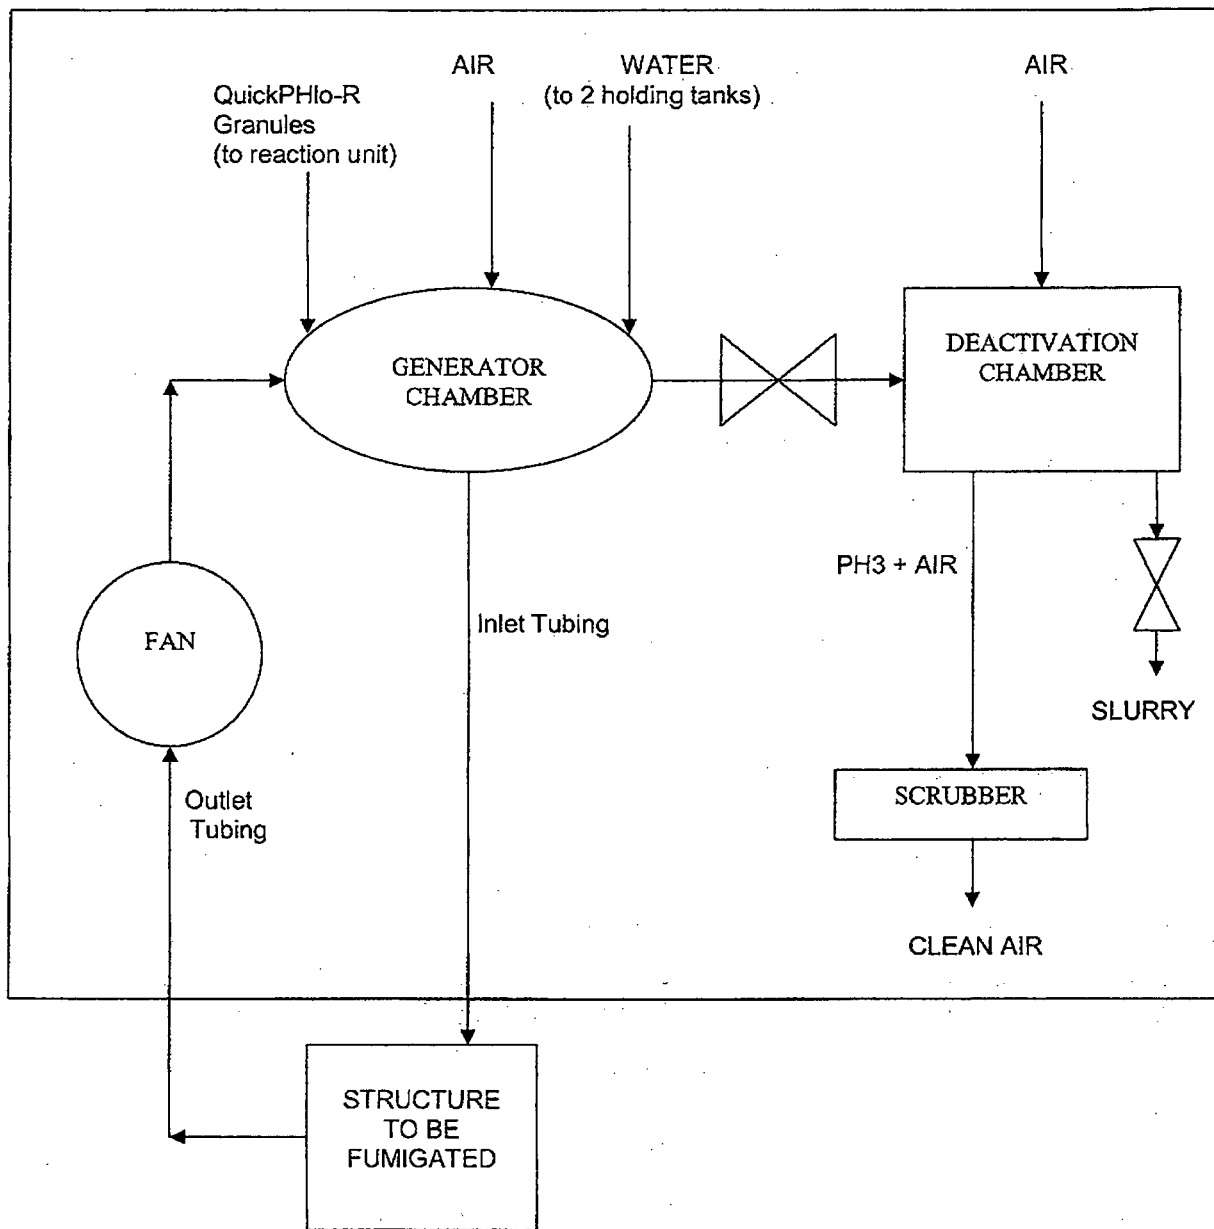 AIR
WATER
(to 2 holding tanks)
AIR
QuickPHlo-R
Granules
(to reaction unit)
GENERATOR
CHAMBER
DEACTIVATION
CHAMBER
PH3 + AIR
FAN
Inlet Tubing
SLURRY
Outlet
Tubing
SCRUBBER
CLEAN AIR
STRUCTURE
TO BE
FUMIGATED